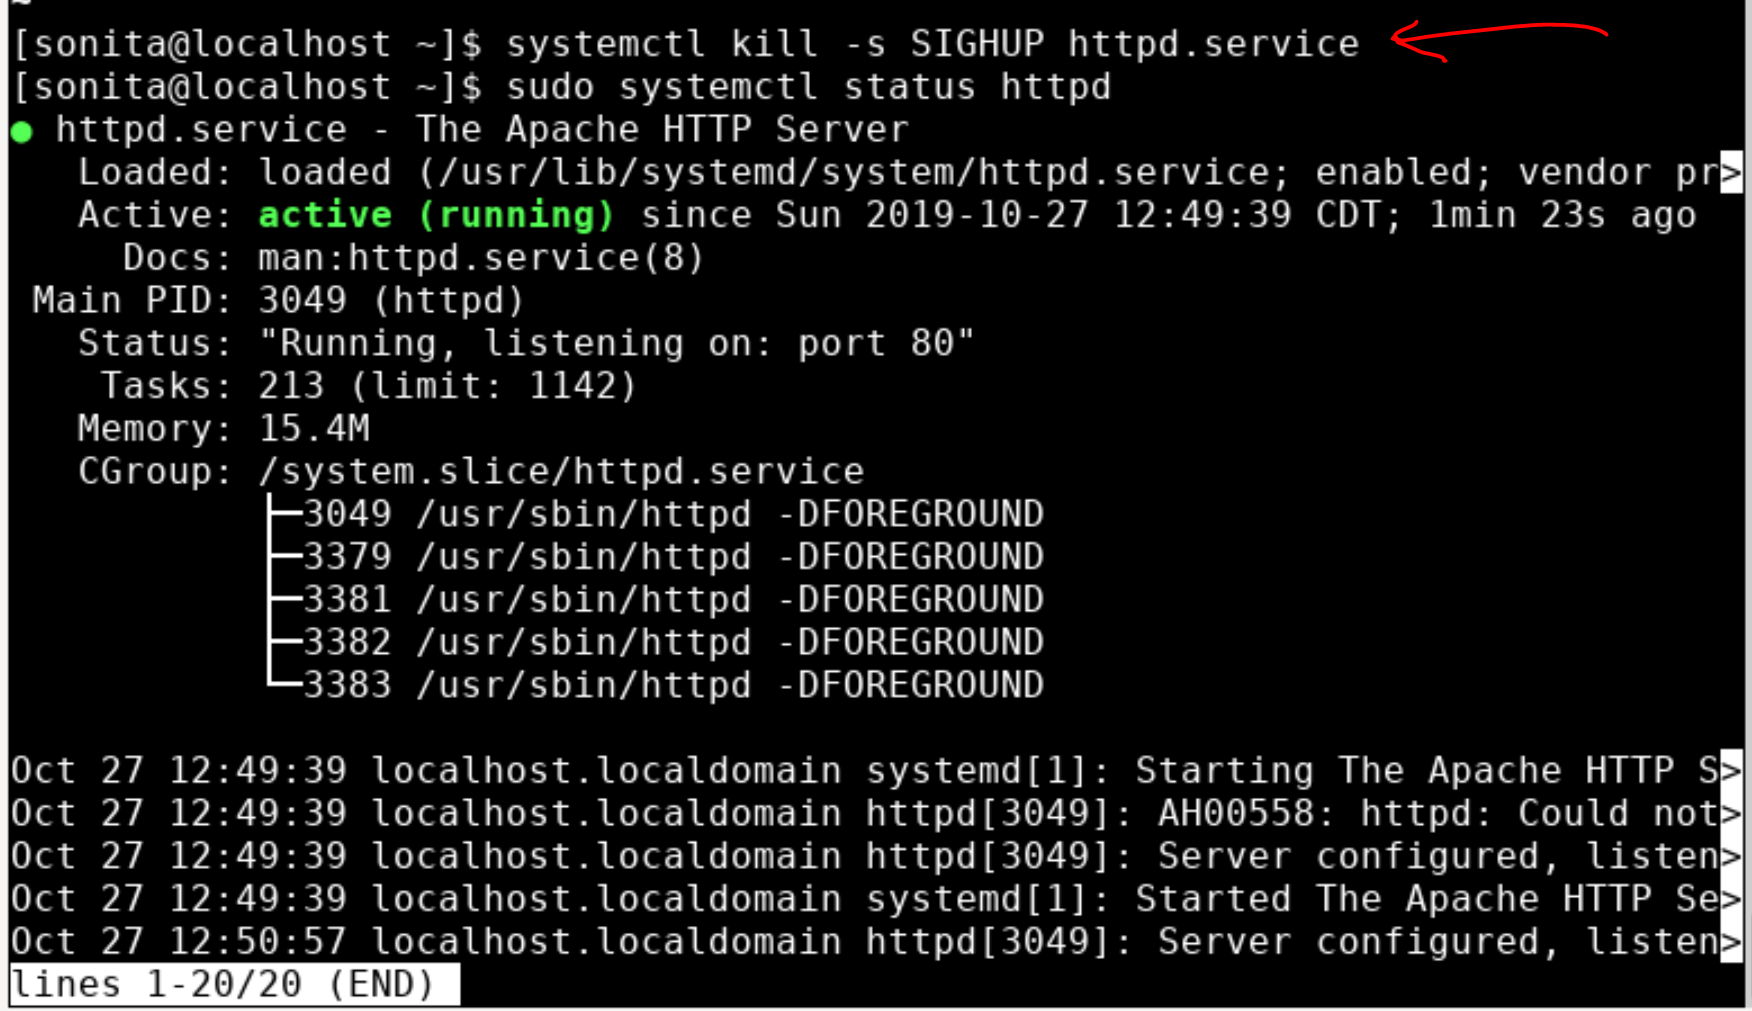 ~
[sonita@localhost ~]$ systemctl kill -s SIGHUP httpd.service
[sonita@localhost ~]$ sudo systemctl status httpd
● httpd.service - The Apache HTTP Server
   Loaded: loaded (/usr/lib/systemd/system/httpd.service; enabled; vendor pr>
   Active: active (running) since Sun 2019-10-27 12:49:39 CDT; 1min 23s ago
     Docs: man:httpd.service(8)
 Main PID: 3049 (httpd)
   Status: "Running, listening on: port 80"
    Tasks: 213 (limit: 1142)
   Memory: 15.4M
   CGroup: /system.slice/httpd.service
           ├─3049 /usr/sbin/httpd -DFOREGROUND
           ├─3379 /usr/sbin/httpd -DFOREGROUND
           ├─3381 /usr/sbin/httpd -DFOREGROUND
           ├─3382 /usr/sbin/httpd -DFOREGROUND
           └─3383 /usr/sbin/httpd -DFOREGROUND
Oct 27 12:49:39 localhost.localdomain systemd[1]: Starting The Apache HTTP S>
Oct 27 12:49:39 localhost.localdomain httpd[3049]: AH00558: httpd: Could not>
Oct 27 12:49:39 localhost.localdomain httpd[3049]: Server configured, listen>
Oct 27 12:49:39 localhost.localdomain systemd[1]: Started The Apache HTTP Se>
Oct 27 12:50:57 localhost.localdomain httpd[3049]: Server configured, listen>
lines 1-20/20 (END)